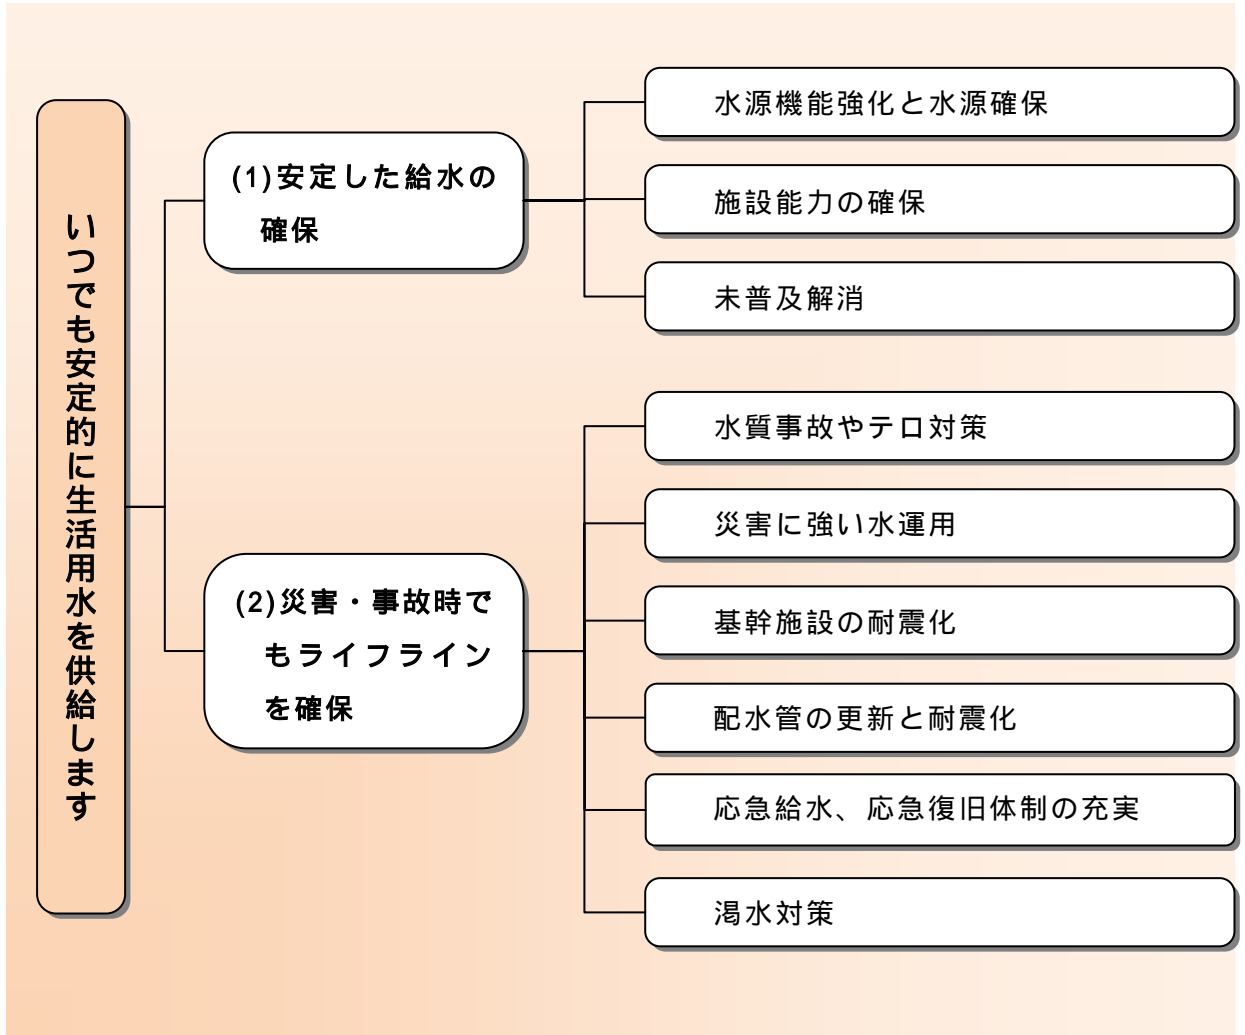 いつでも安定的に生活用水を供給します
(1)安定した給水の
確保
水源機能強化と水源確保
施設能力の確保
未普及解消
(2)災害・事故時で
もライフライン
を確保
水質事故やテロ対策
災害に強い水運用
基幹施設の耐震化
配水管の更新と耐震化
応急給水、応急復旧体制の充実
渇水対策